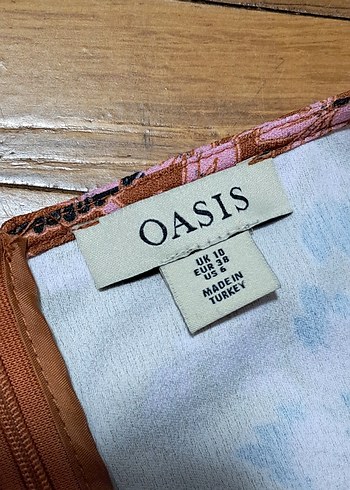 OASIS
UK 10
EUR 38
US 6
MADE IN
TURKEY